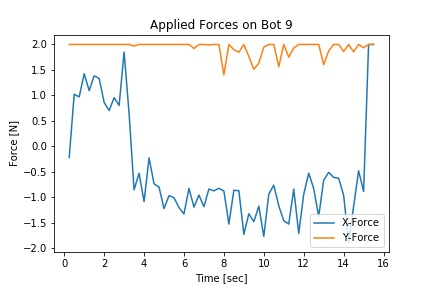 Applied Forces on Bot 9
Force [N]
2.0
1.5
1.0
0.5
0.0
−0.5
−1.0
−1.5
−2.0
0 2 4 6 8 10 12 14 16
Time [sec]
X-Force
Y-Force